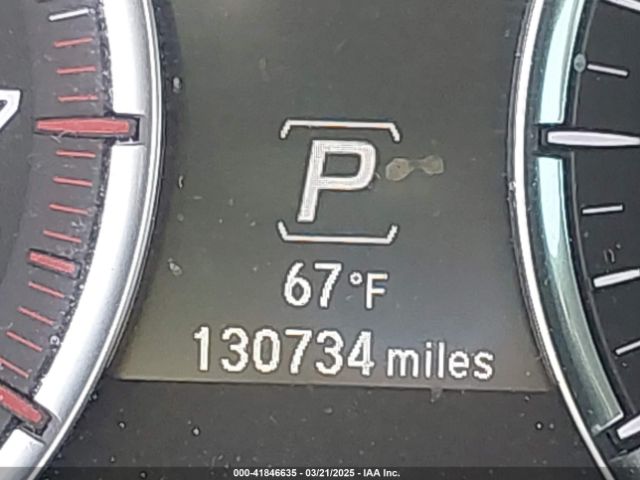 P
67°F
130734 miles
000-41846635 - 03/21/2025 - IAA Inc.